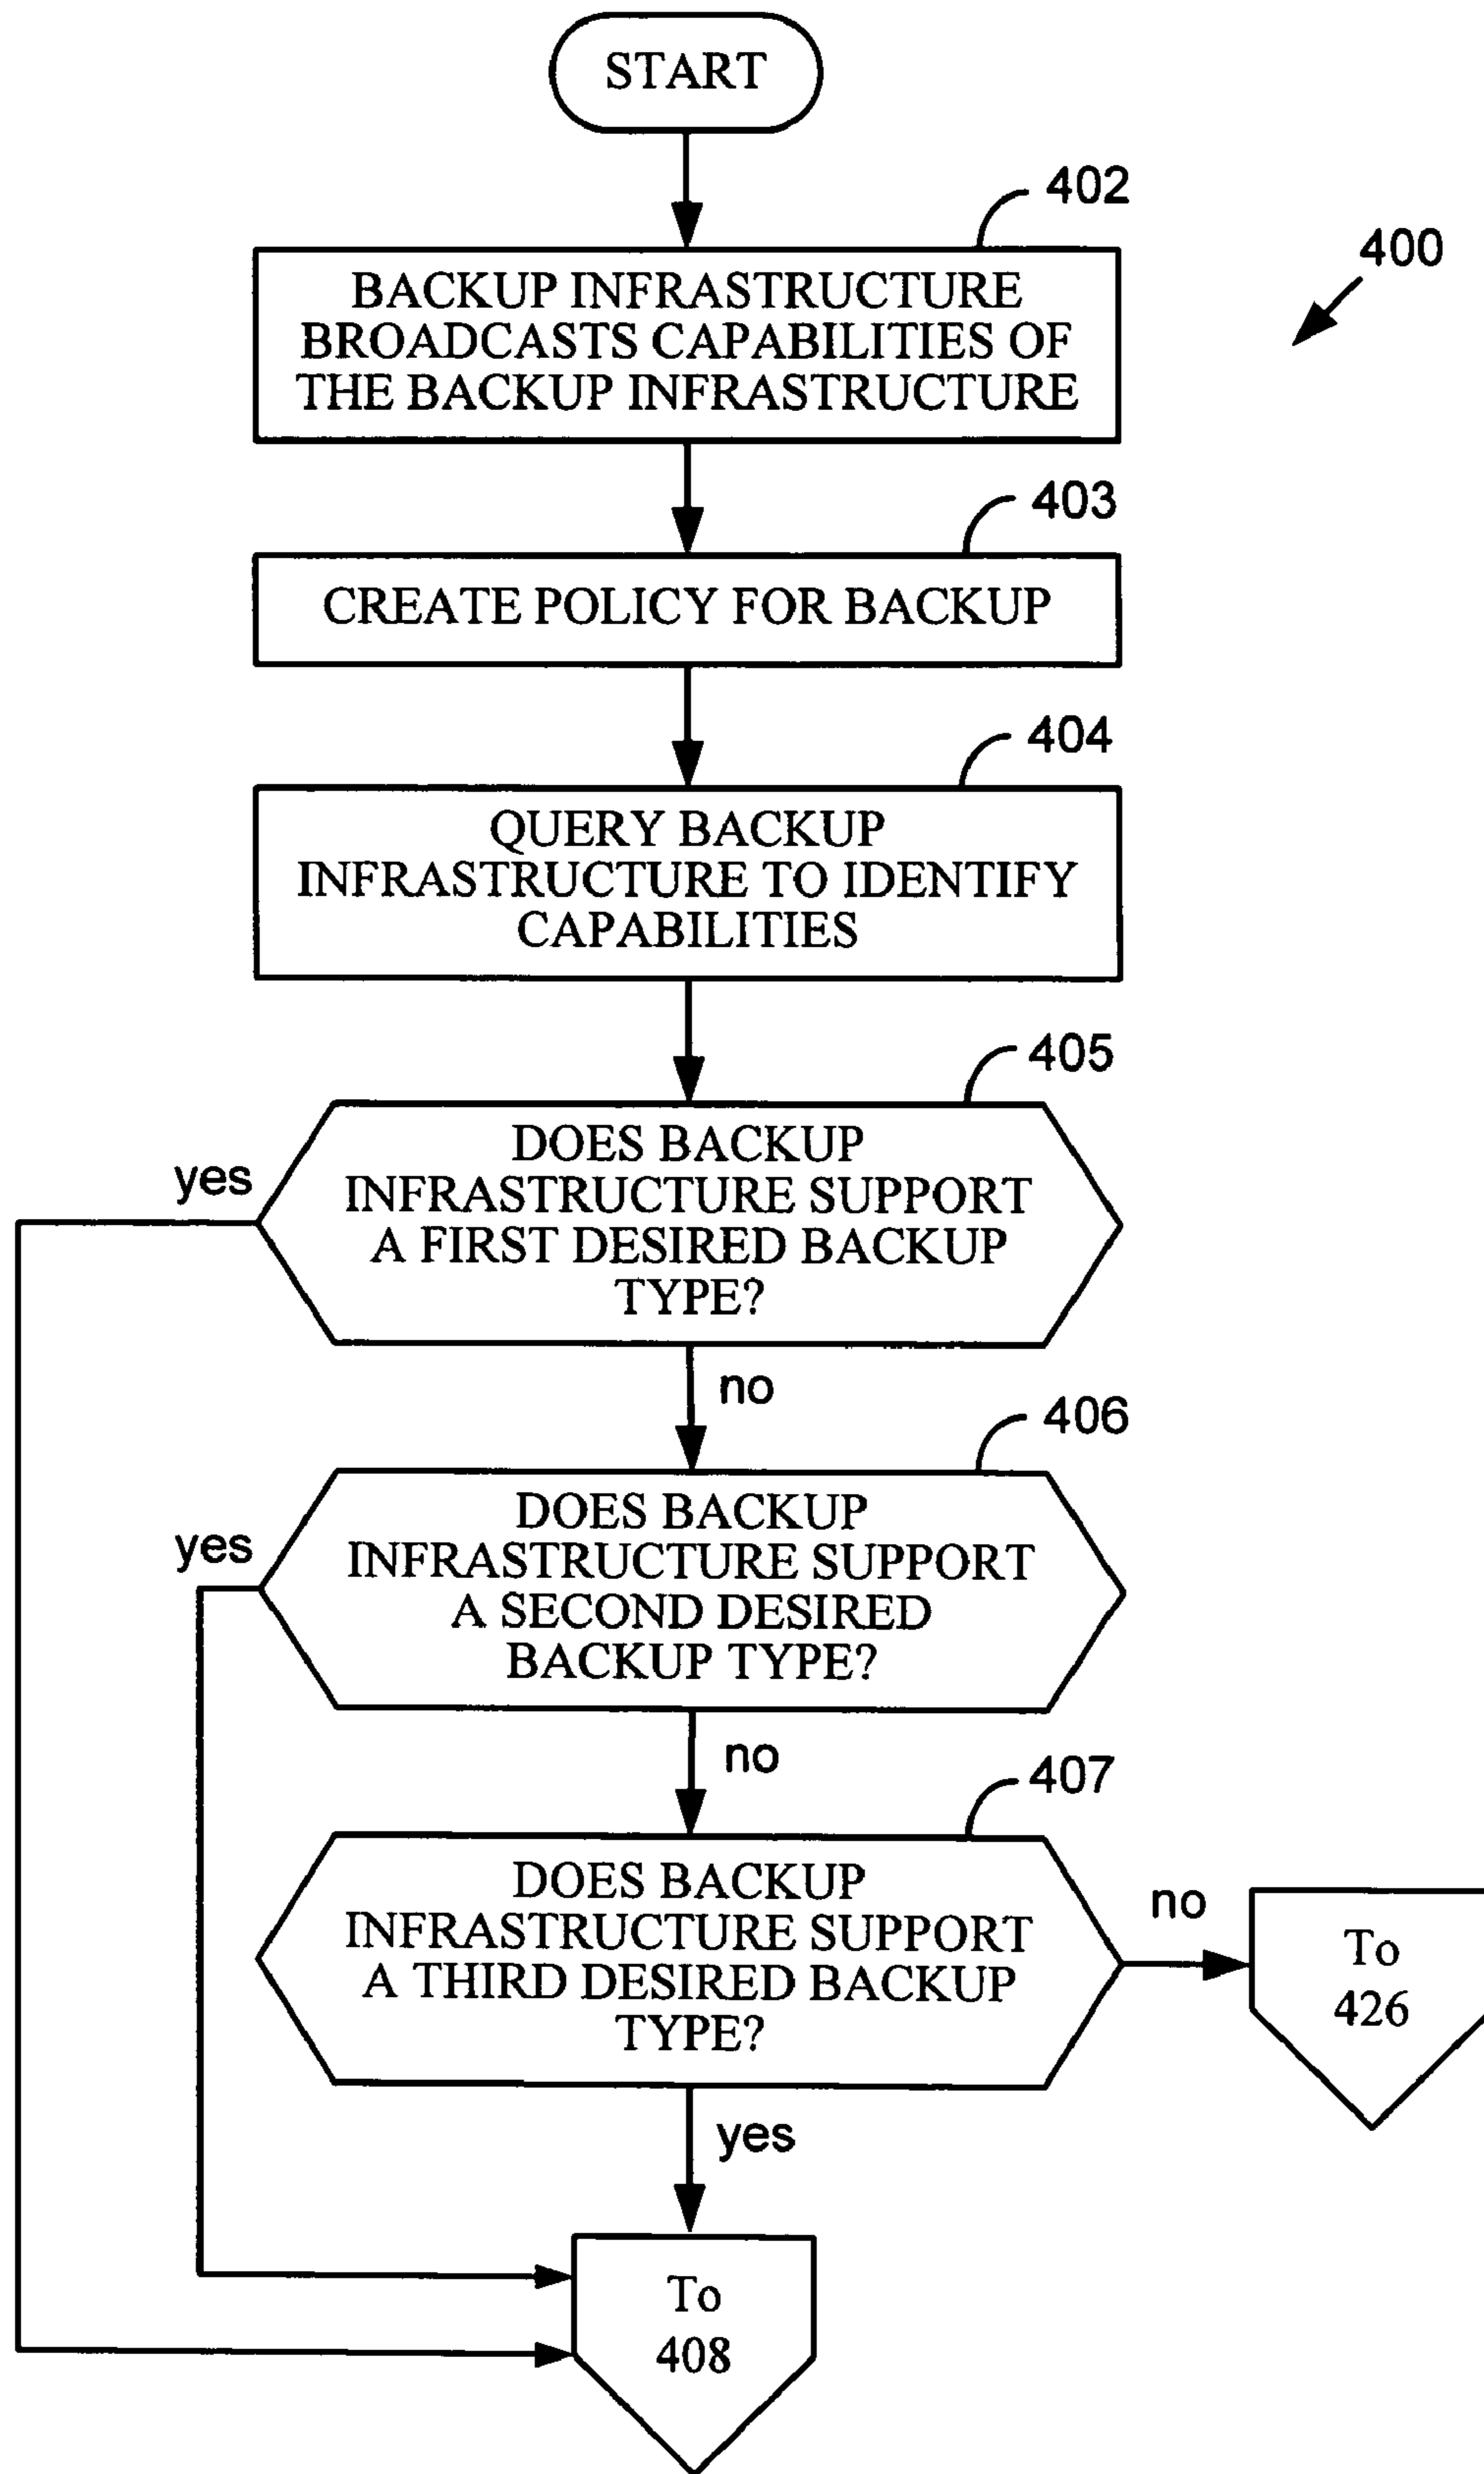 START
402
400
BACKUP INFRASTRUCTURE
BROADCASTS CAPABILITIES OF
THE BACKUP INFRASTRUCTURE
403
CREATE POLICY FOR BACKUP
404
QUERY BACKUP
INFRASTRUCTURE TO IDENTIFY
CAPABILITIES
405
yes
DOES BACKUP
INFRASTRUCTURE SUPPORT
A FIRST DESIRED BACKUP
TYPE?
no
406
yes
DOES BACKUP
INFRASTRUCTURE SUPPORT
A SECOND DESIRED
BACKUP TYPE?
no
407
DOES BACKUP
INFRASTRUCTURE SUPPORT
A THIRD DESIRED BACKUP
TYPE?
no
To
426
yes
To
408